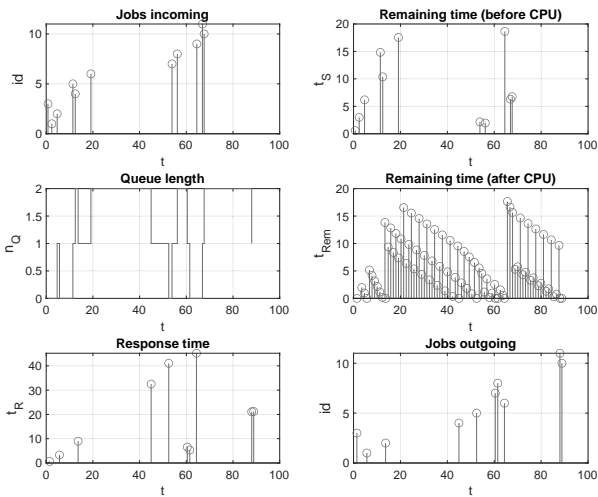 Jobs incoming
10
5
0
id
0 20 40 60 80 100
t
Remaining time (before CPU)
20
15
10
5
0
t_S
0 20 40 60 80 100
t
Queue length
2
1.5
1
0.5
0
n_Q
0 20 40 60 80 100
t
Remaining time (after CPU)
20
15
10
5
0
t_Rem
0 20 40 60 80 100
t
Response time
40
30
20
10
0
t_R
0 20 40 60 80 100
t
Jobs outgoing
10
5
0
id
0 20 40 60 80 100
t